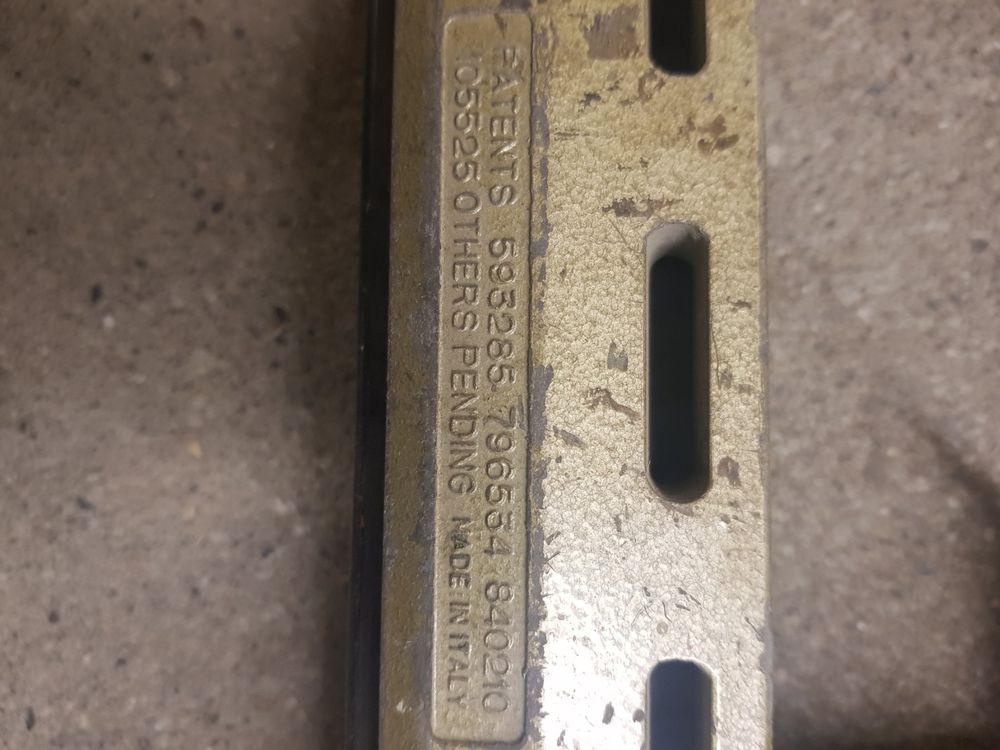 PATENTS 593285 796534 840210
105525 OTHERS PENDING MADE IN ITALY